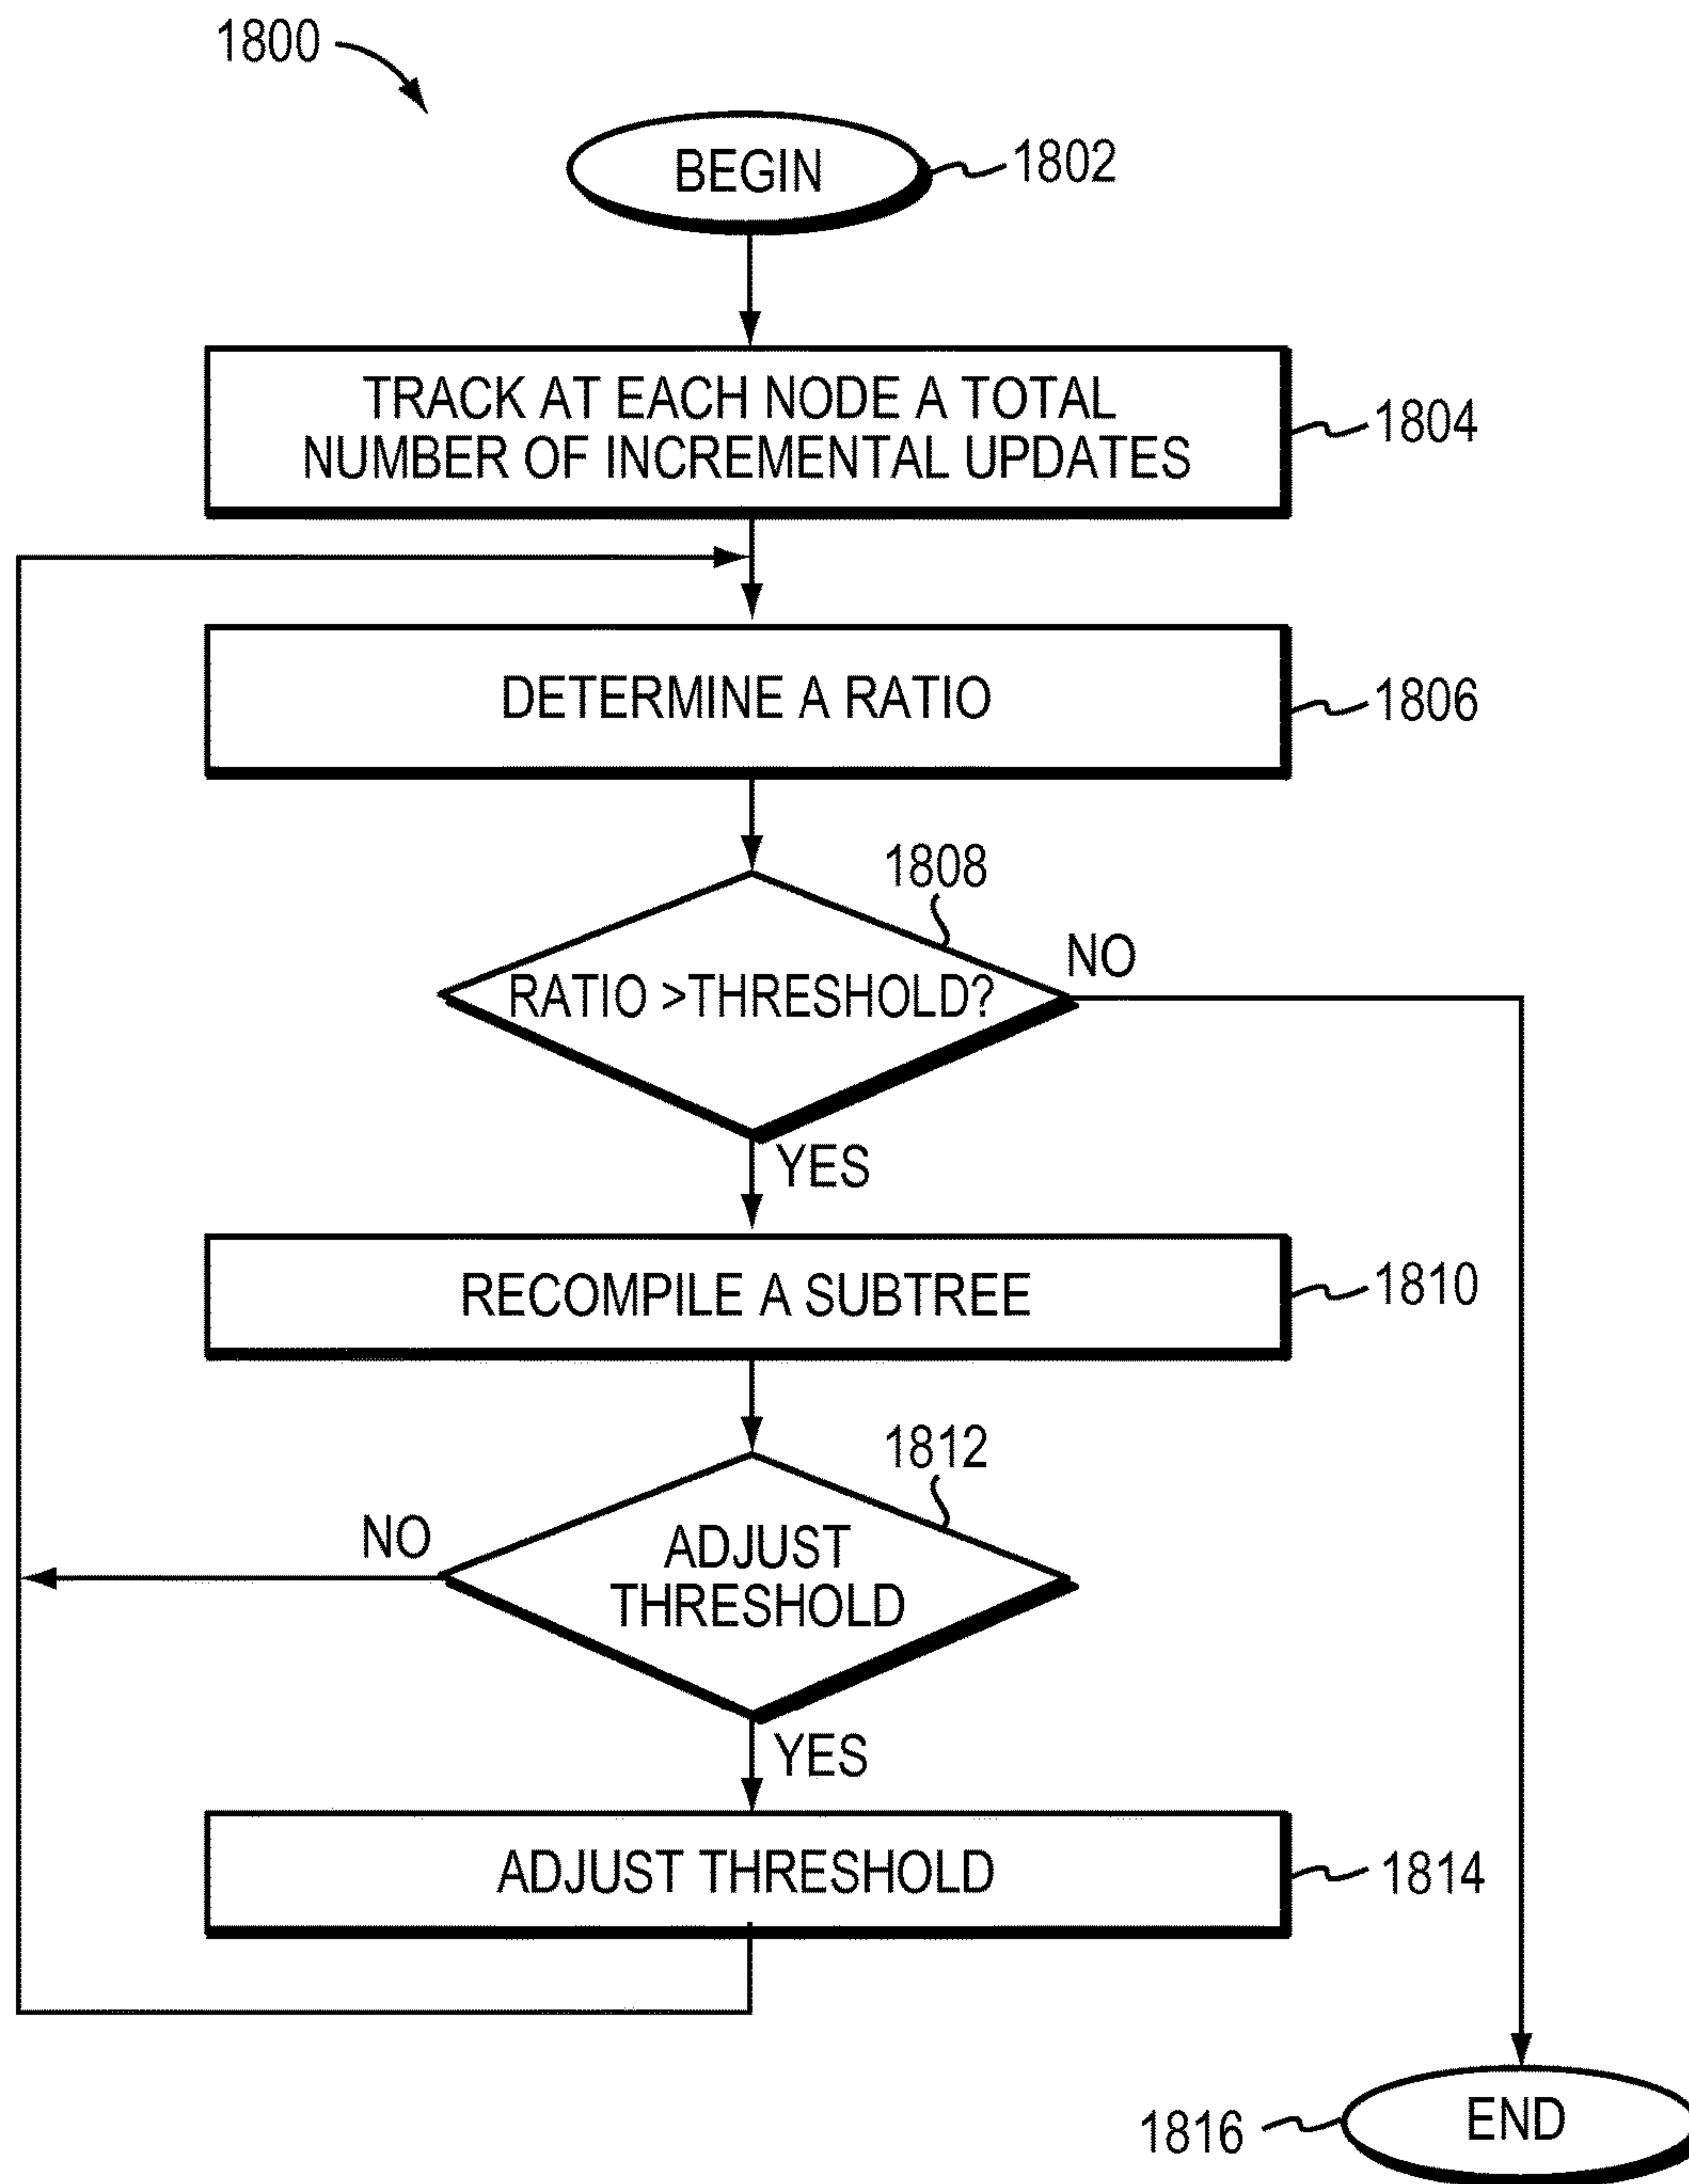 1800
BEGIN
1802
TRACK AT EACH NODE A TOTAL
NUMBER OF INCREMENTAL UPDATES
1804
DETERMINE A RATIO
1806
1808
RATIO >THRESHOLD?
NO
YES
RECOMPILE A SUBTREE
1810
1812
NO
ADJUST
THRESHOLD
YES
ADJUST THRESHOLD
1814
END
1816